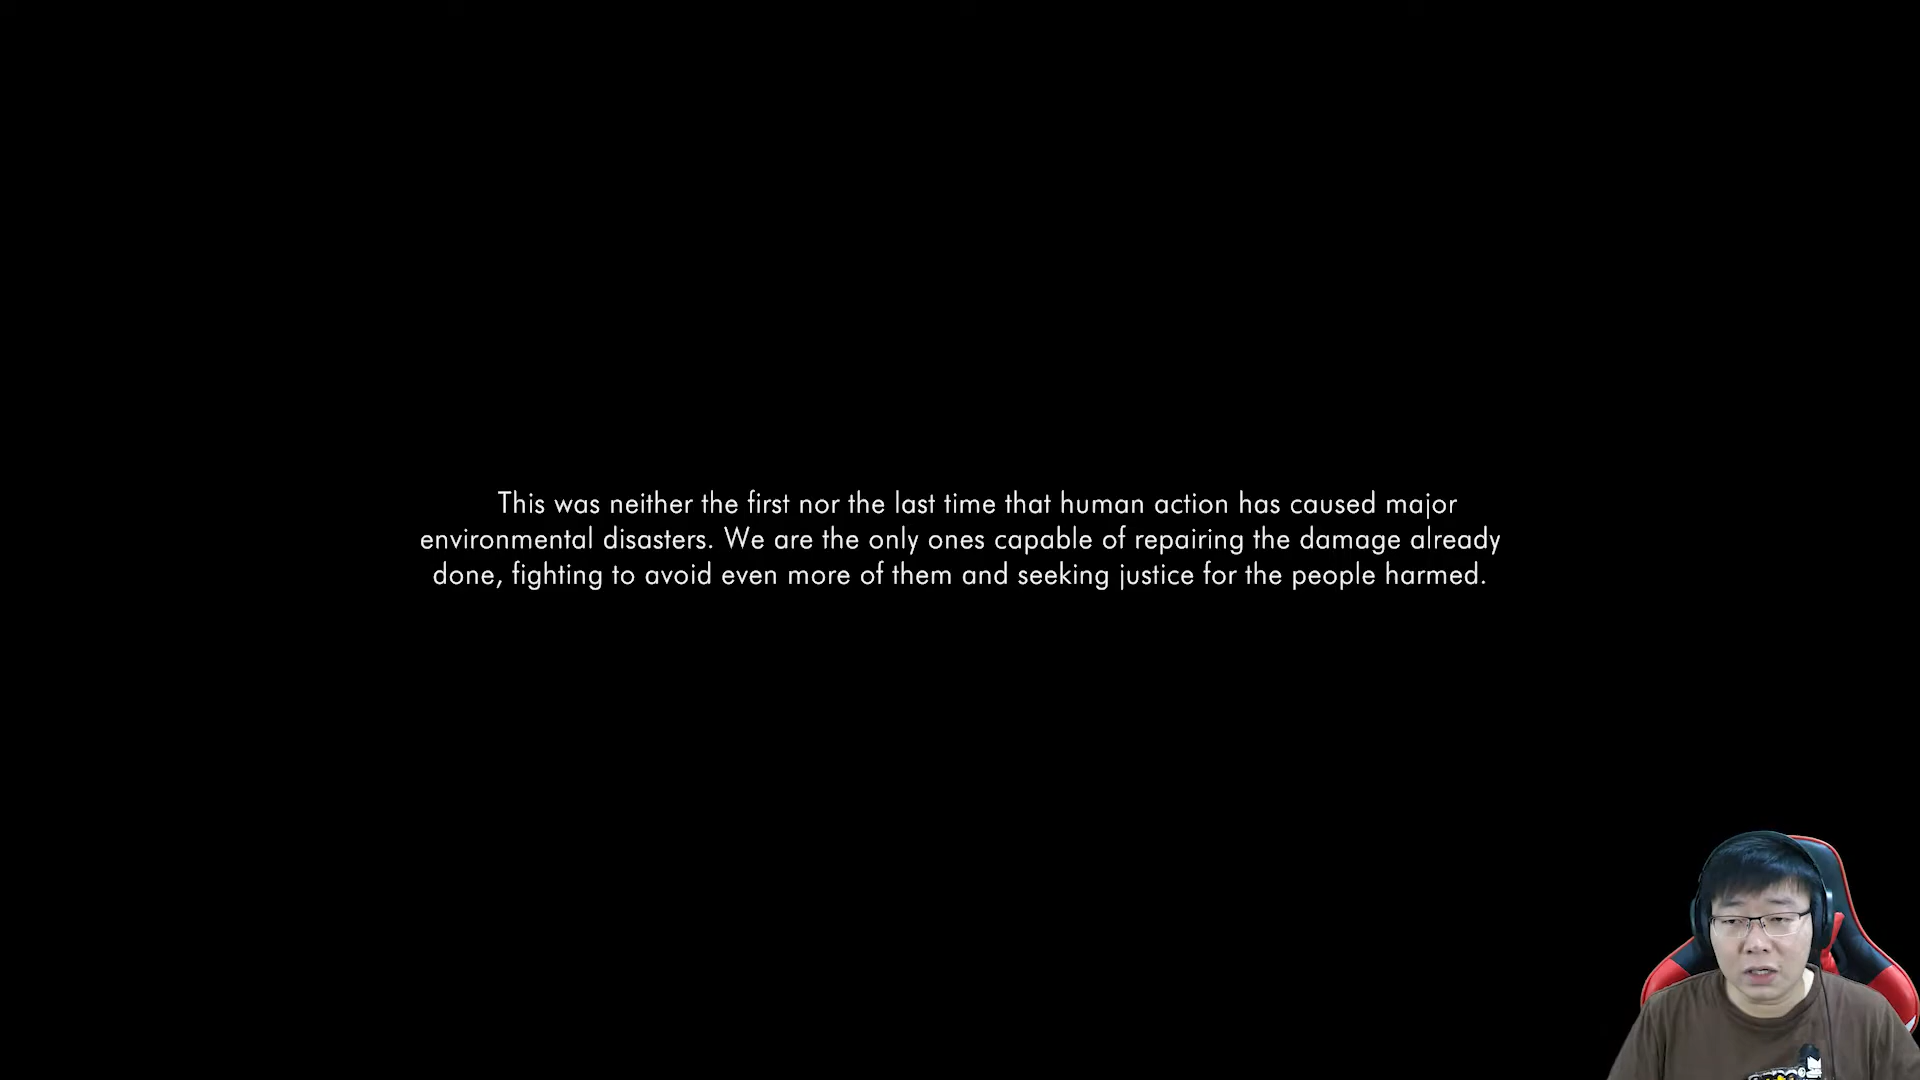 This was neither the first nor the last time that human action has caused major
environmental disasters. We are the only ones capable of repairing the damage already
done, fighting to avoid even more of them and seeking justice for the people harmed.